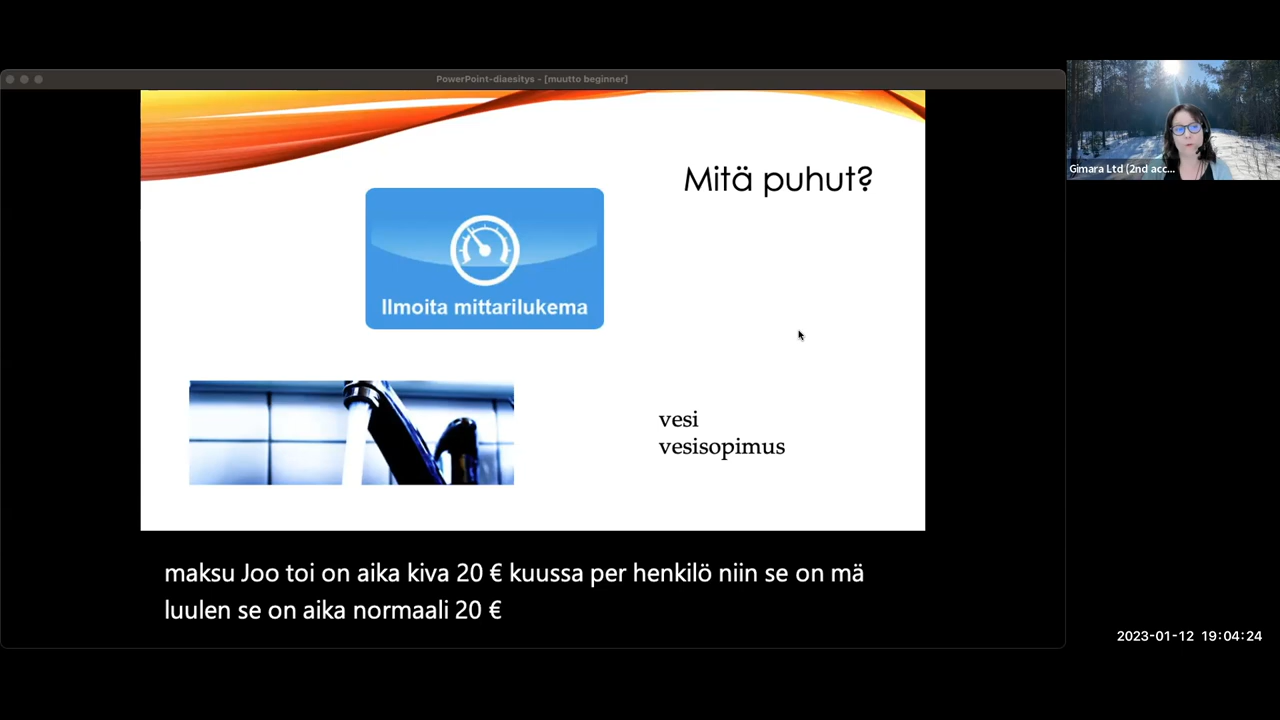 PowerPoint-diaesitys - [muutto beginner]
Mitä puhut?
Ilmoita mittarilukema
vesi
vesisopimus
maksu Joo toi on aika kiva 20 € kuussa per henkilö niin se on mä
luulen se on aika normaali 20 €
Gimara Ltd (2nd acc...
2023-01-12 19:04:24